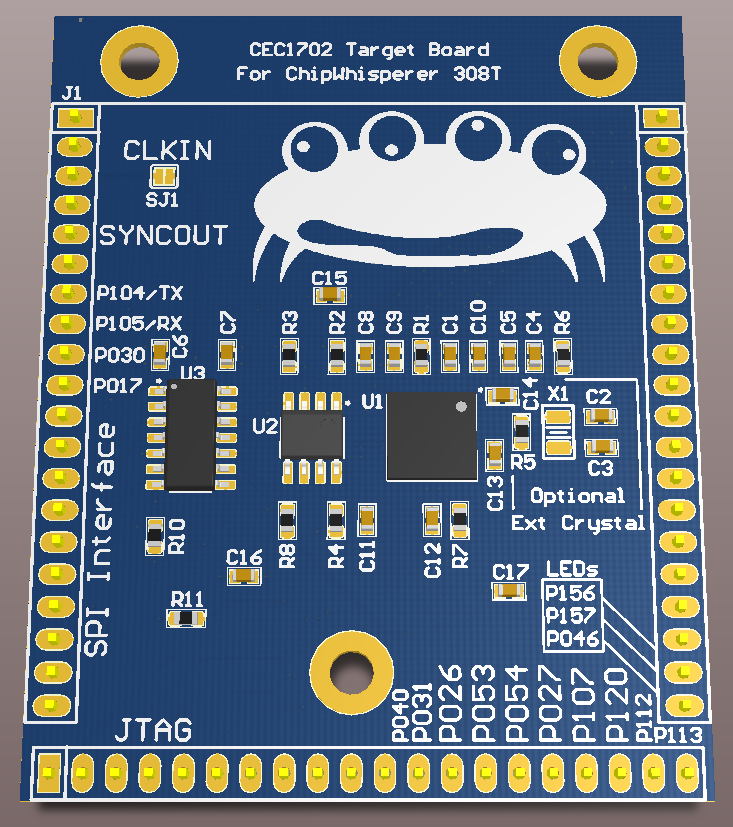 CEC1702 Target Board
For ChipWhisperer 308T
J1
CLKIN
SJ1
SYNCOUT
C15
P104/TX
P105/RX
P030
P017
C6
C7
R3
R2
C8
C9
R1
C1
C10
C5
C4
R6
U3
U2
U1
C14
X1
C2
R5
C3
C13
Optional
Ext Crystal
SPI Interface
R10
R8
R4
C11
C12
R7
C16
C17
R11
LEDs
P156
P157
P046
JTAG
P040
P031
P026
P053
P054
P027
P107
P120
P112
P113